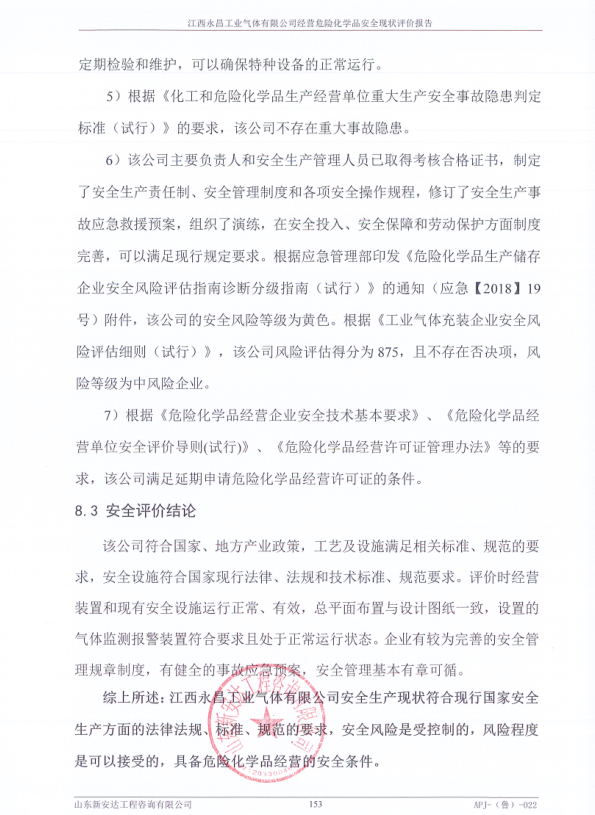 江西永昌工业气体有限公司经营危险化学品安全现状评价报告
定期检验和维护，可以确保特种设备的正常运行。
5）根据《化工和危险化学品生产经营单位重大生产安全事故隐患判定
标准（试行）》的要求，该公司不存在重大事故隐患。
6）该公司主要负责人和安全生产管理人员已取得考核合格证书，制定
了安全生产责任制、安全管理制度和各项安全操作规程，修订了安全生产事
故应急救援预案，组织了演练，在安全投入、安全保障和劳动保护方面制度
完善，可以满足现行规定要求。根据应急管理部印发《危险化学品生产储存
企业安全风险评估指南诊断分级指南（试行）》的通知（应急【2018】19
号）附件，该公司的安全风险等级为黄色。根据《工业气体充装企业安全风
险评估细则（试行）》，该公司风险评估得分为 875，且不存在否决项，风
险等级为中风险企业。
7）根据《危险化学品经营企业安全技术基本要求》、《危险化学品经
营单位安全评价导则(试行)》、《危险化学品经营许可证管理办法》等的要
求，该公司满足延期申请危险化学品经营许可证的条件。
8.3 安全评价结论
该公司符合国家、地方产业政策，工艺及设施满足相关标准、规范的要
求，安全设施符合国家现行法律、法规和技术标准、规范要求。评价时经营
装置和现有安全设施运行正常、有效，总平面布置与设计图纸一致，设置的
气体监测报警装置符合要求且处于正常运行状态。企业有较为完善的安全管
理规章制度，有健全的事故应急预案，安全管理基本有章可循。
综上所述：江西永昌工业气体有限公司安全生产现状符合现行国家安全
生产方面的法律法规、标准、规范的要求，安全风险是受控制的，风险程度
是可以接受的，具备危险化学品经营的安全条件。
山东新安达工程咨询有限公司
山东新安达工程咨询有限公司 153 APJ-（鲁）-022